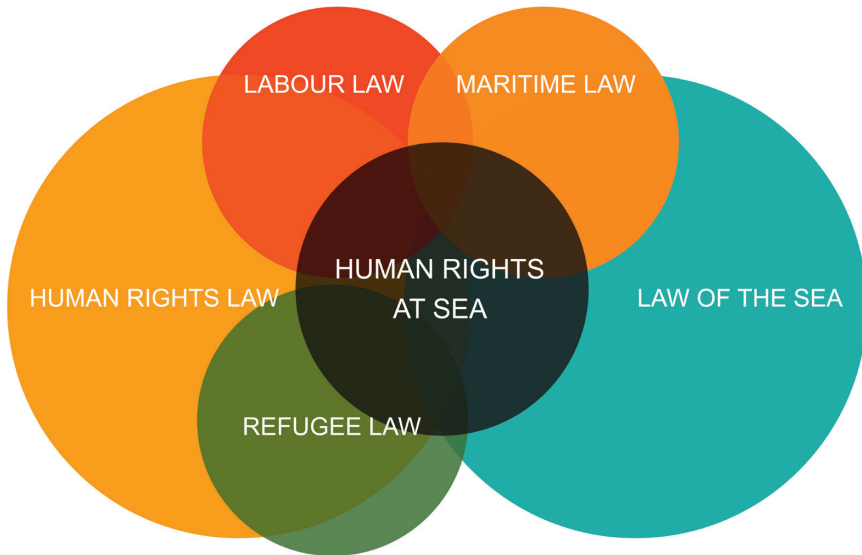 LABOUR LAW
MARITIME LAW
HUMAN RIGHTS LAW
HUMAN RIGHTS
AT SEA
LAW OF THE SEA
REFUGEE LAW